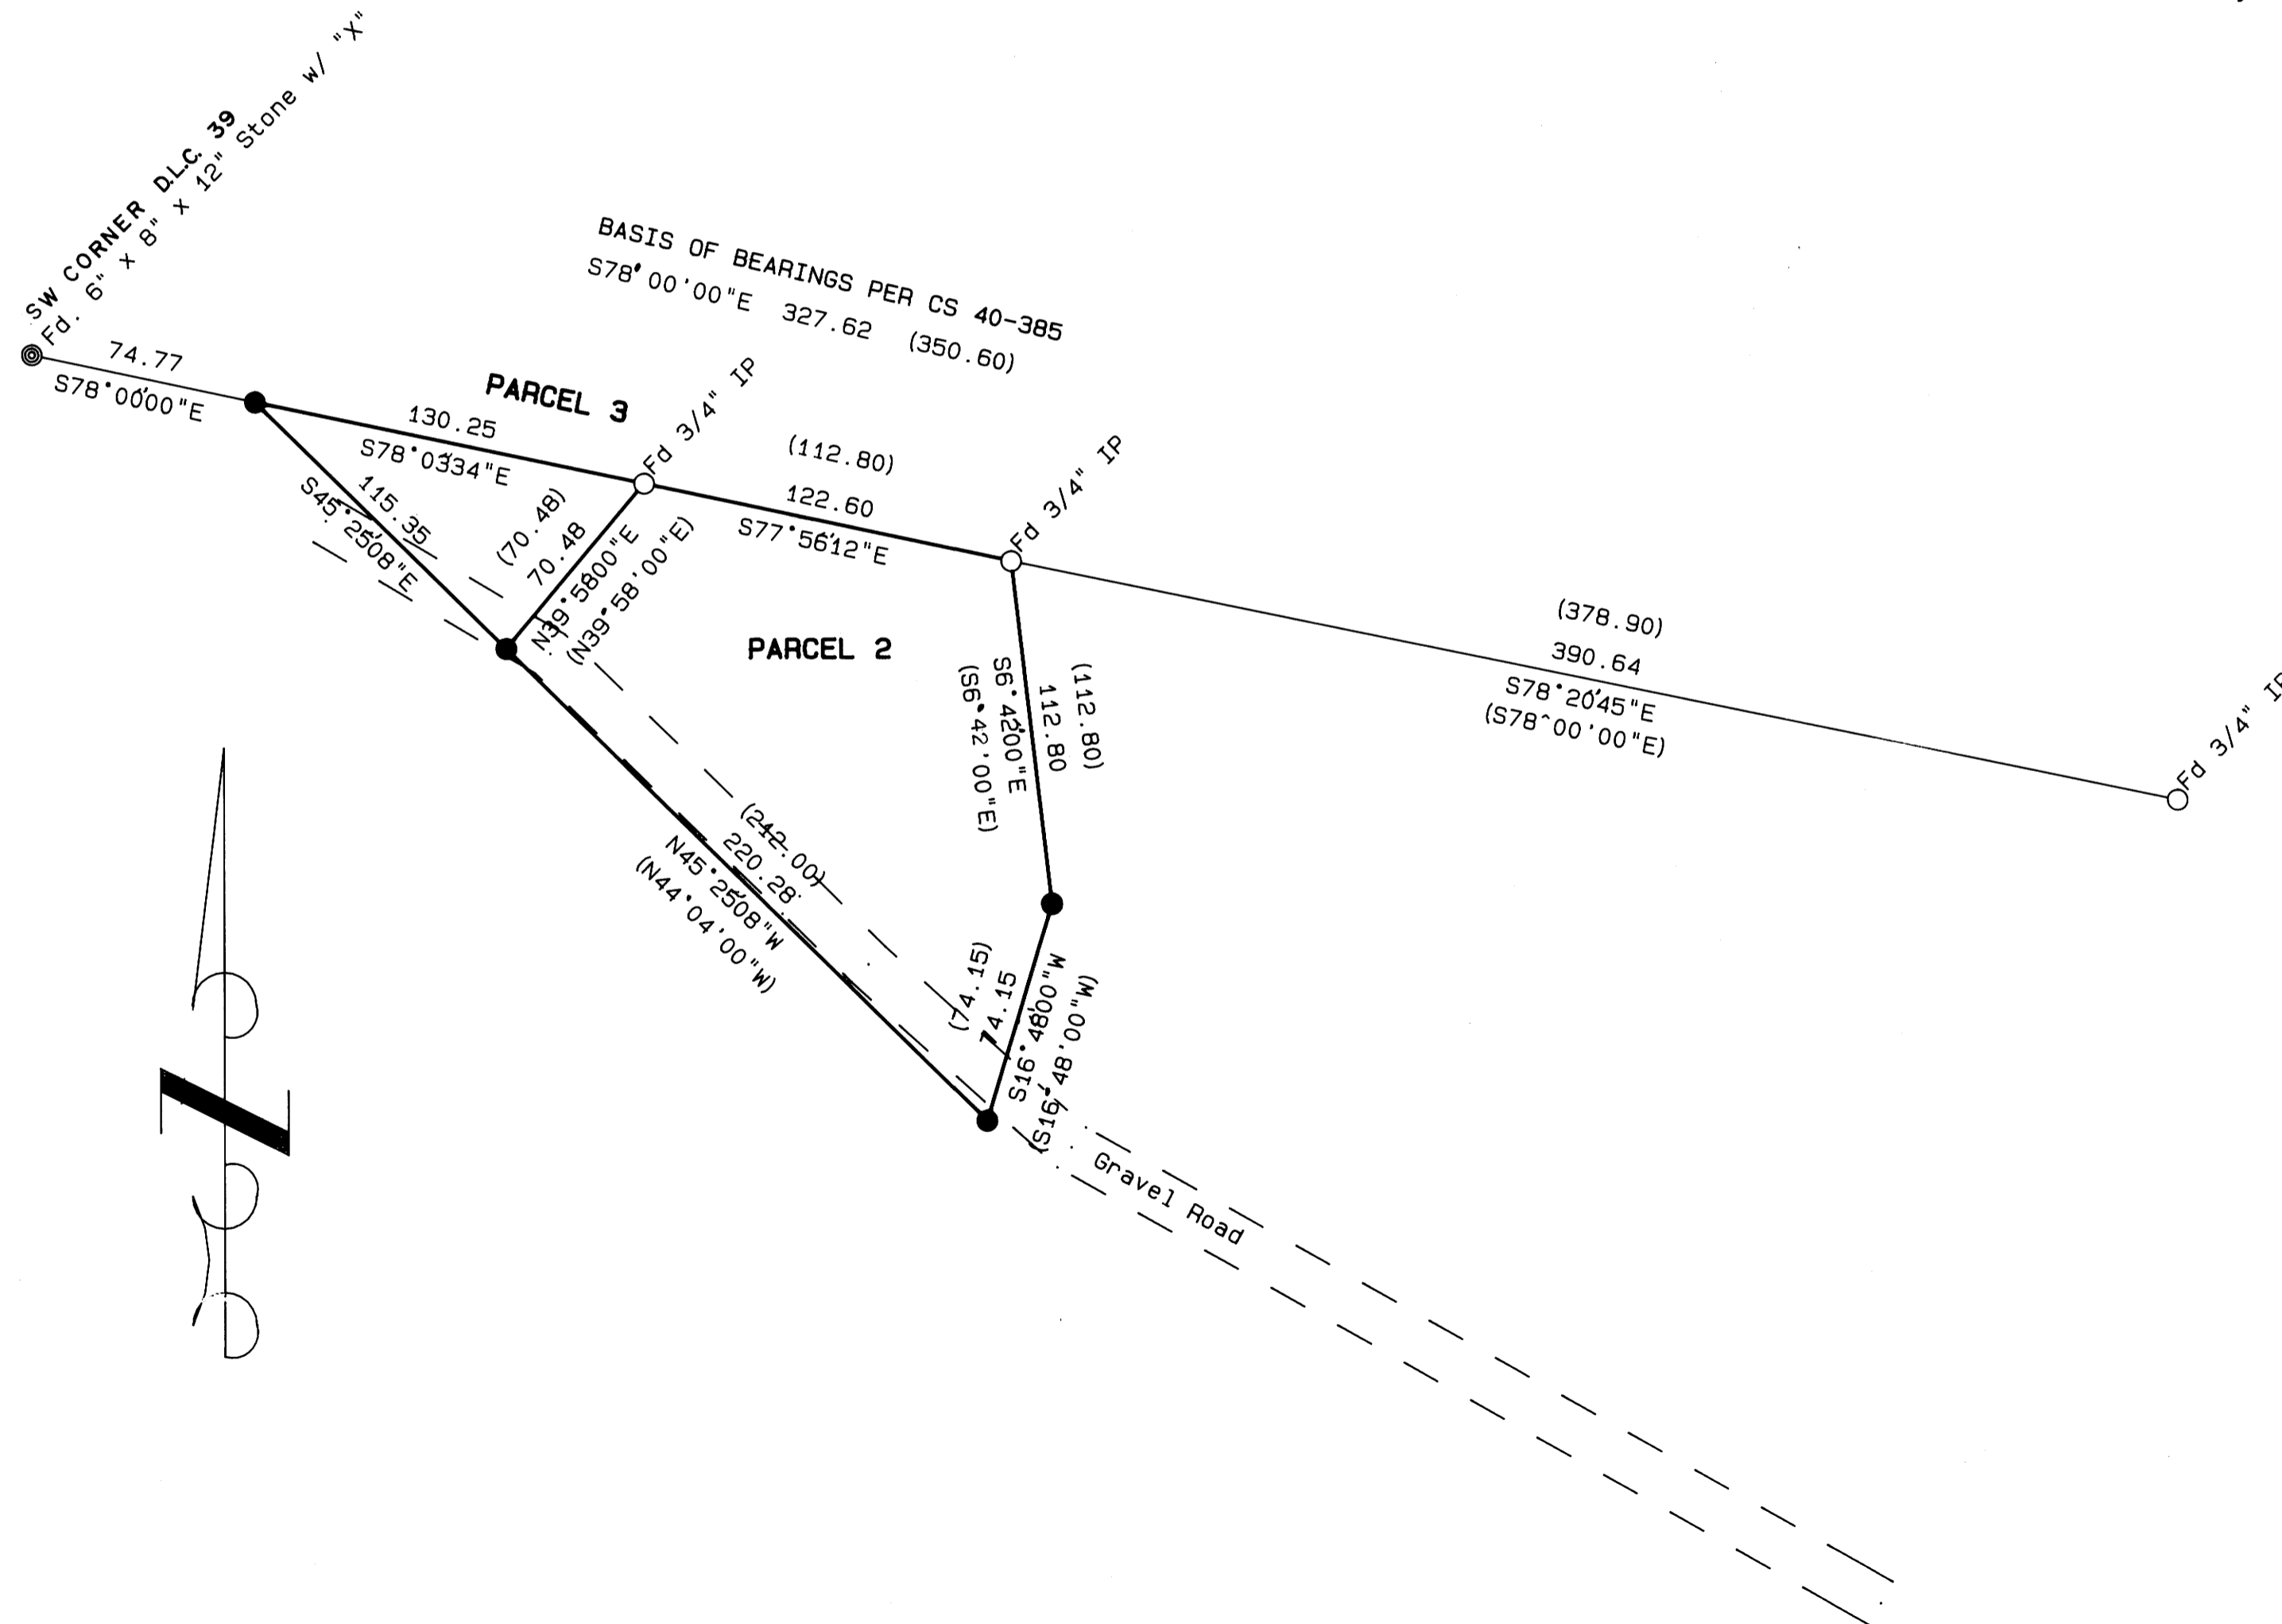 SW CORNER D.L.C. 39
Fd. 6" x 8" x 12" Stone w/ "X"
BASIS OF BEARINGS PER CS 40-385
S78°00'00"E 327.62 (350.60)
74.77
S78°00'00"E
PARCEL 3
130.25
S78°03'34"E
Fd 3/4" IP
(112.80)
122.60
S77°56'12"E
Fd 3/4" IP
115.35
S45°25'08"E
(70.48)
70.48
N39°58'00"E
(N39°58'00"E)
PARCEL 2
(378.90)
390.64
S78°20'45"E
(S78^00'00"E)
Fd 3/4" IP
(112.80)
112.80
S6°42'00"E
(S6°42'00"E)
(242.00)
220.28
N45°25'08"W
(N44°04'00"W)
(74.15)
74.15
S16°48'00"W
(S16°48'00"W)
Gravel Road